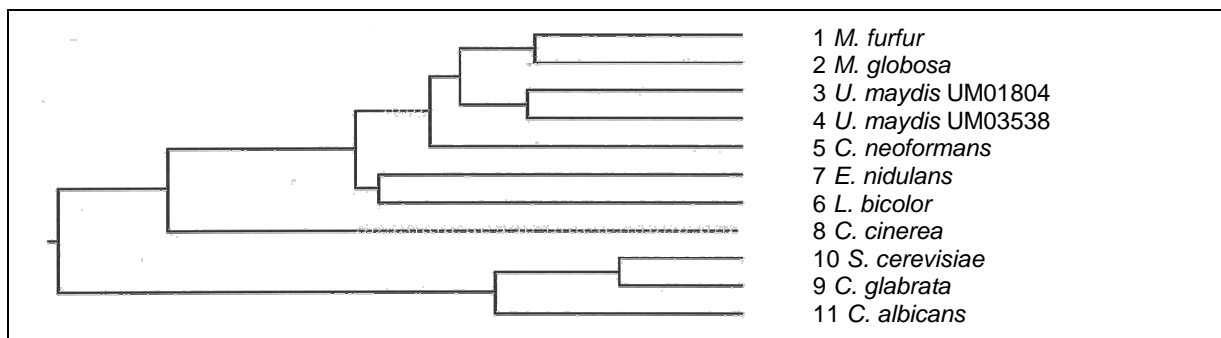 1 M. furfur
2 M. globosa
3 U. maydis UM01804
4 U. maydis UM03538
5 C. neoformans
7 E. nidulans
6 L. bicolor
8 C. cinerea
10 S. cerevisiae
9 C. glabrata
11 C. albicans